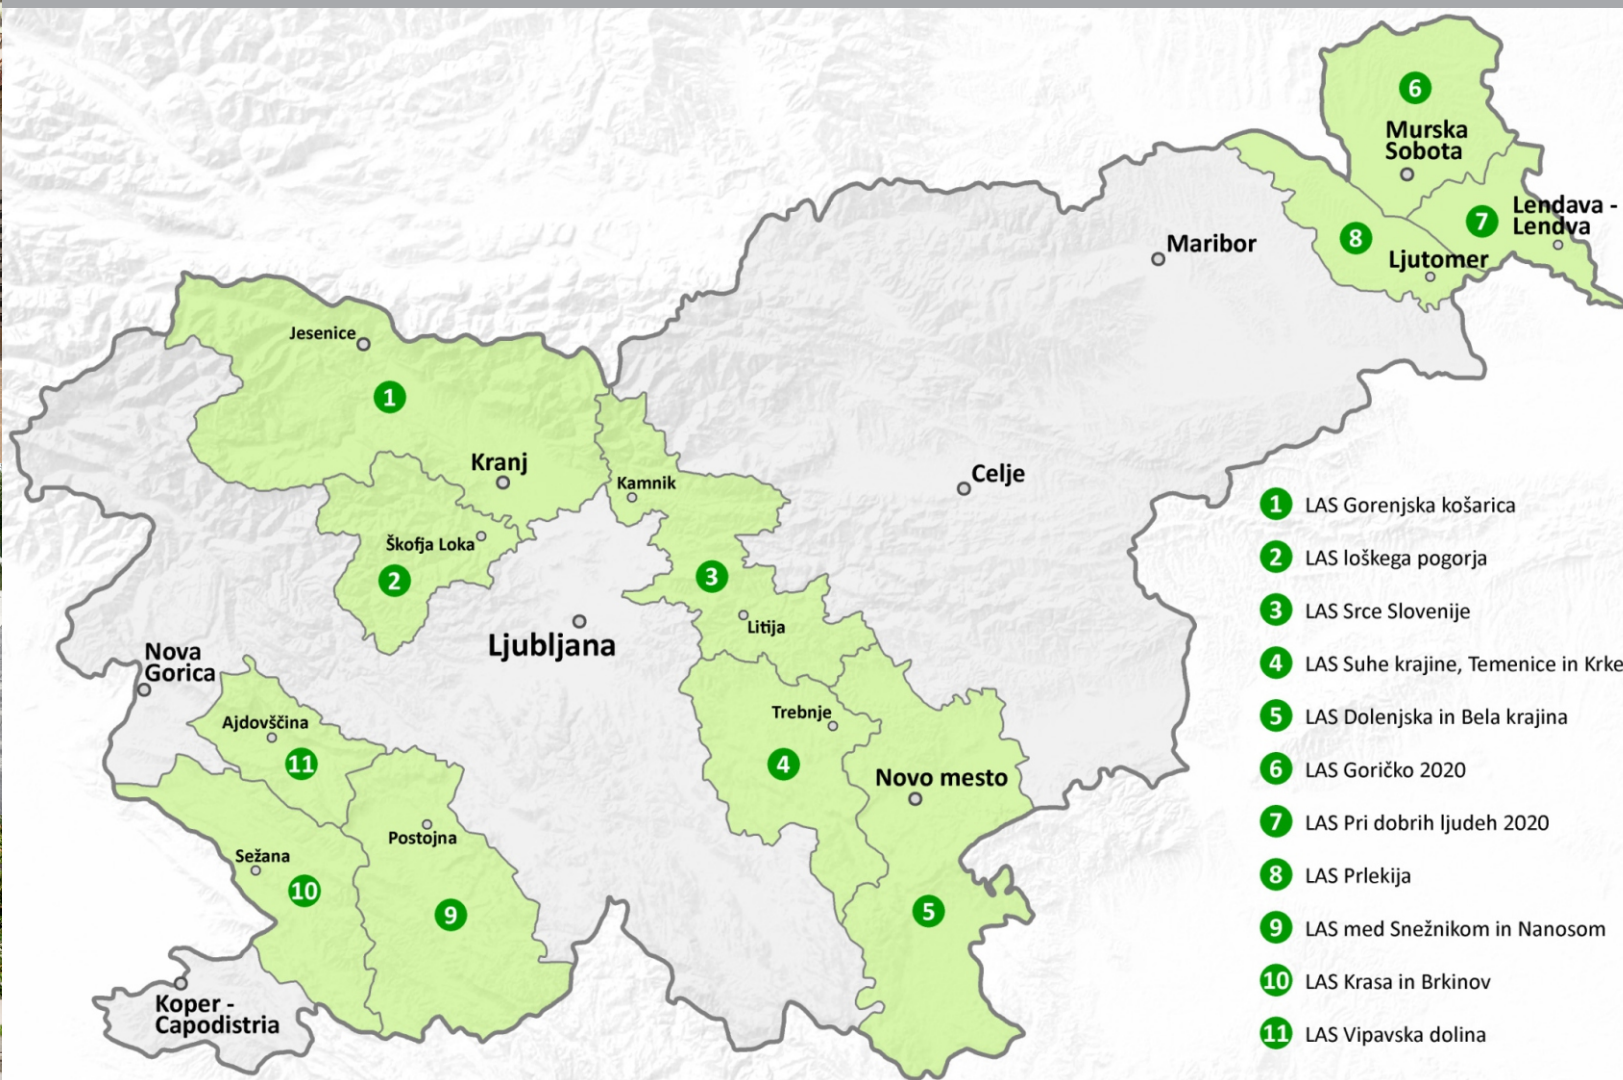 6
Murska
Sobota
7
Lendava -
Lendva
8
Ljutomer
Maribor
Jesenice
1
Kranj
Kamnik
Celje
Škofja Loka
2
3
Litija
Ljubljana
Nova
Gorica
Ajdovščina
11
Trebnje
4
Novo mesto
Postojna
Sežana
10
9
5
Koper -
Capodistria
1 LAS Gorenjska košarica
2 LAS loškega pogorja
3 LAS Srce Slovenije
4 LAS Suhe krajine, Temenice in Krke
5 LAS Dolenjska in Bela krajina
6 LAS Goričko 2020
7 LAS Pri dobrih ljudeh 2020
8 LAS Prlekija
9 LAS med Snežnikom in Nanosom
10 LAS Krasa in Brkinov
11 LAS Vipavska dolina